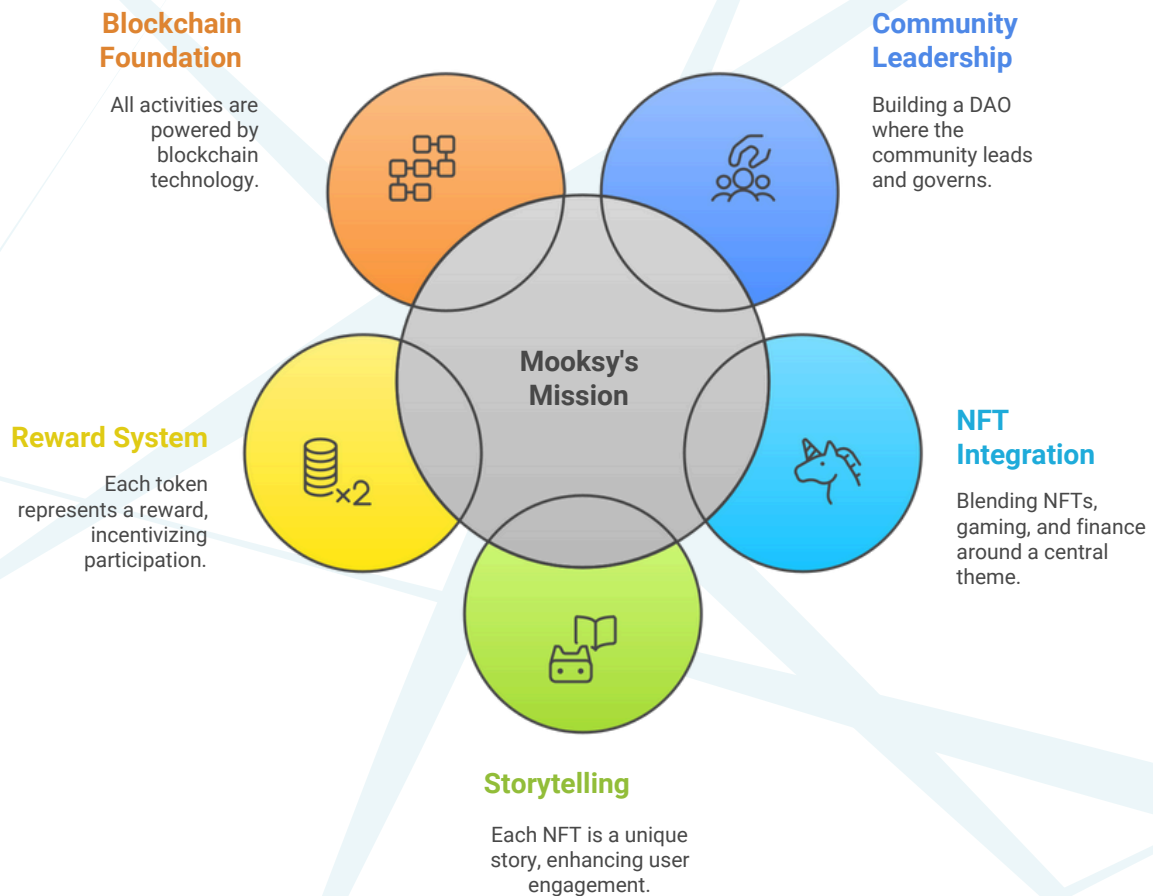 Blockchain
Foundation
All activities are
powered by
blockchain
technology.
Community
Leadership
Building a DAO
where the
community leads
and governs.
Mooksy's
Mission
Reward System
Each token
represents a reward,
incentivizing
participation.
×2
NFT
Integration
Blending NFTs,
gaming, and finance
around a central
theme.
Storytelling
Each NFT is a unique
story, enhancing user
engagement.